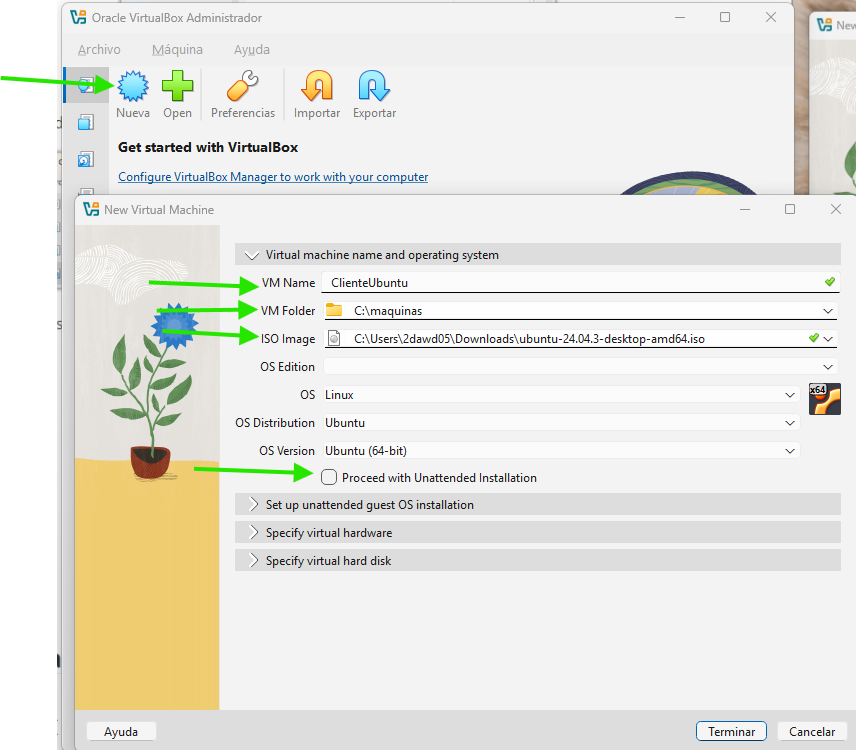 Oracle VirtualBox Administrador
New
Archivo Máquina Ayuda
Nueva Open Preferencias Importar Exportar
Get started with VirtualBox
Configure VirtualBox Manager to work with your computer
New Virtual Machine
Virtual machine name and operating system
VM Name ClienteUbuntu
VM Folder C:\maquinas
ISO Image C:\Users\2dawd05\Downloads\ubuntu-24.04.3-desktop-amd64.iso
OS Edition
OS Linux
x64
OS Distribution Ubuntu
OS Version Ubuntu (64-bit)
Proceed with Unattended Installation
Set up unattended guest OS installation
Specify virtual hardware
Specify virtual hard disk
Ayuda Terminar Cancelar